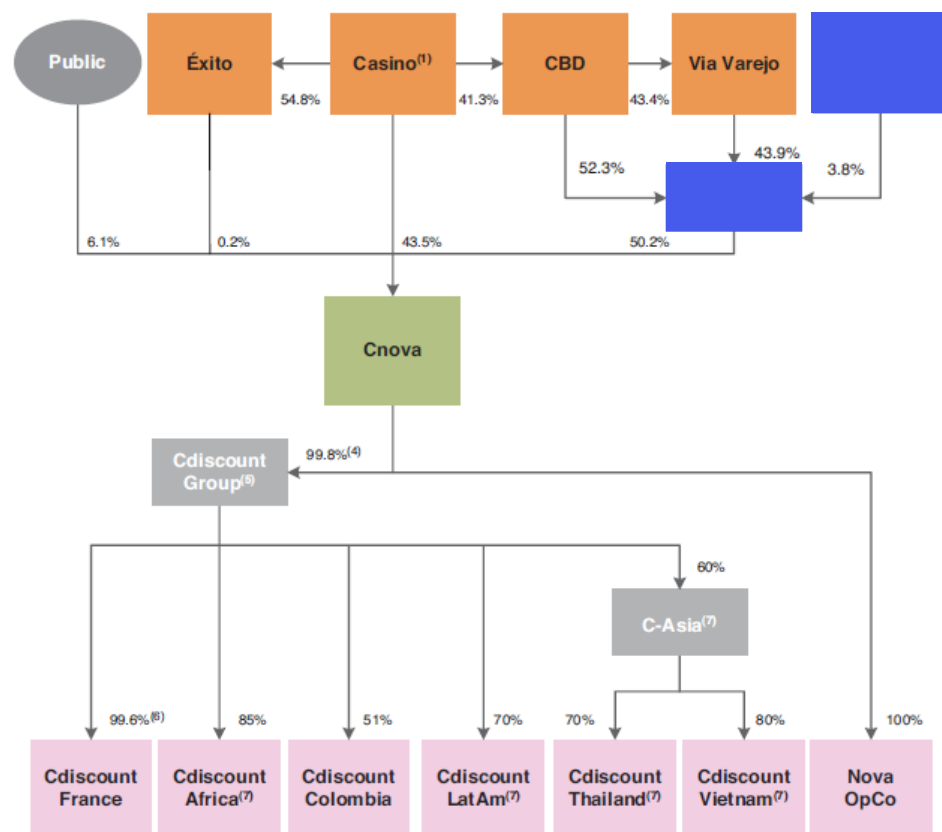 Public
Éxito
Casino(1)
CBD
Via Varejo
54.8%
41.3%
43.4%
52.3%
43.9%
3.8%
6.1%
0.2%
43.5%
50.2%
Cnova
99.8%(4)
Cdiscount
Group(5)
60%
C-Asia(7)
99.6%(6)
85%
51%
70%
70%
80%
100%
Cdiscount
France
Cdiscount
Africa(7)
Cdiscount
Colombia
Cdiscount
LatAm(7)
Cdiscount
Thailand(7)
Cdiscount
Vietnam(7)
Nova
OpCo